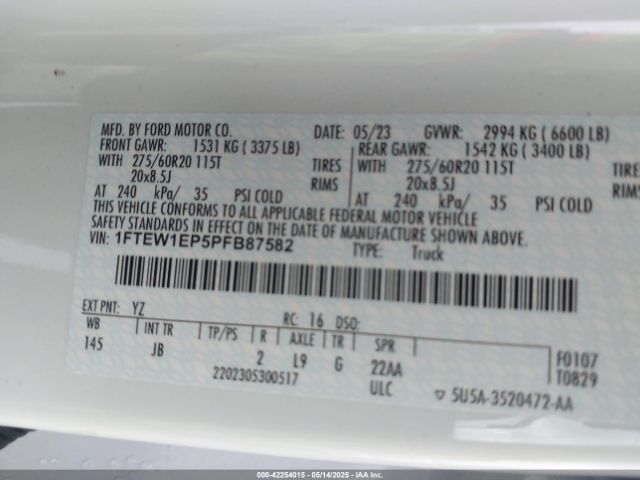 MFD. BY FORD MOTOR CO. DATE: 05/23 GVWR: 2994 KG ( 6600 LB)
FRONT GAWR: 1531 KG ( 3375 LB) REAR GAWR: 1542 KG ( 3400 LB)
WITH 275/60R20 115T TIRES WITH 275/60R20 115T TIRES
20x8.5J RIMS 20x8.5J RIMS
AT 240 kPa/ 35 PSI COLD AT 240 kPa/ 35 PSI COLD
THIS VEHICLE CONFORMS TO ALL APPLICABLE FEDERAL MOTOR VEHICLE
SAFETY STANDARDS IN EFFECT ON THE DATE OF MANUFACTURE SHOWN ABOVE.
VIN: 1FTEW1EP5PFB87582 TYPE: Truck
EXT PNT: YZ RC: 16 DSO:
WB INT TR TP/PS R AXLE TR SPR
145 JB 2 L9 G 22AA F0107
2202305300517 ULC T0829
▽ 5U5A-3520472-AA
000-42254015 - 05/14/2025 - IAA Inc.